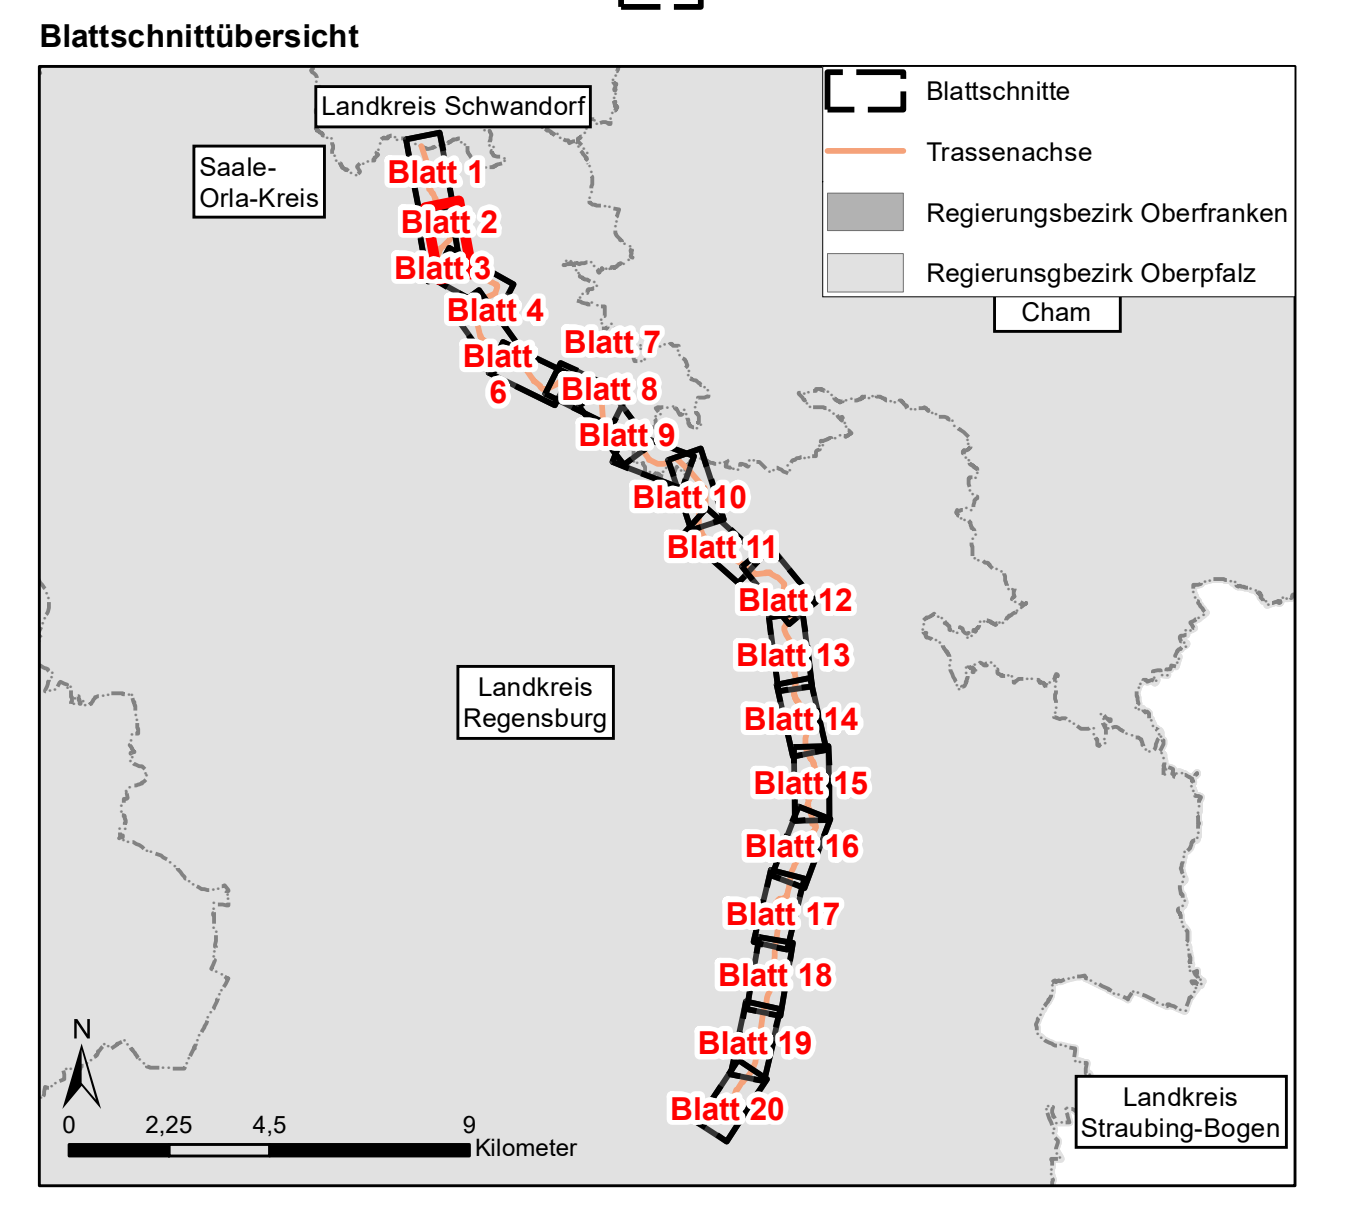 Blattschnittübersicht
Landkreis Schwandorf
Saale-
Orla-Kreis
Blattschnitte
Trassenachse
Regierungsbezirk Oberfranken
Regierunsgbezirk Oberpfalz
Cham
Blatt 1
Blatt 2
Blatt 3
Blatt 4
Blatt
6
Blatt 7
Blatt 8
Blatt 9
Blatt 10
Blatt 11
Blatt 12
Blatt 13
Blatt 14
Blatt 15
Blatt 16
Blatt 17
Blatt 18
Blatt 19
Blatt 20
Landkreis
Regensburg
Landkreis
Straubing-Bogen
N
0 2,25 4,5 9
Kilometer